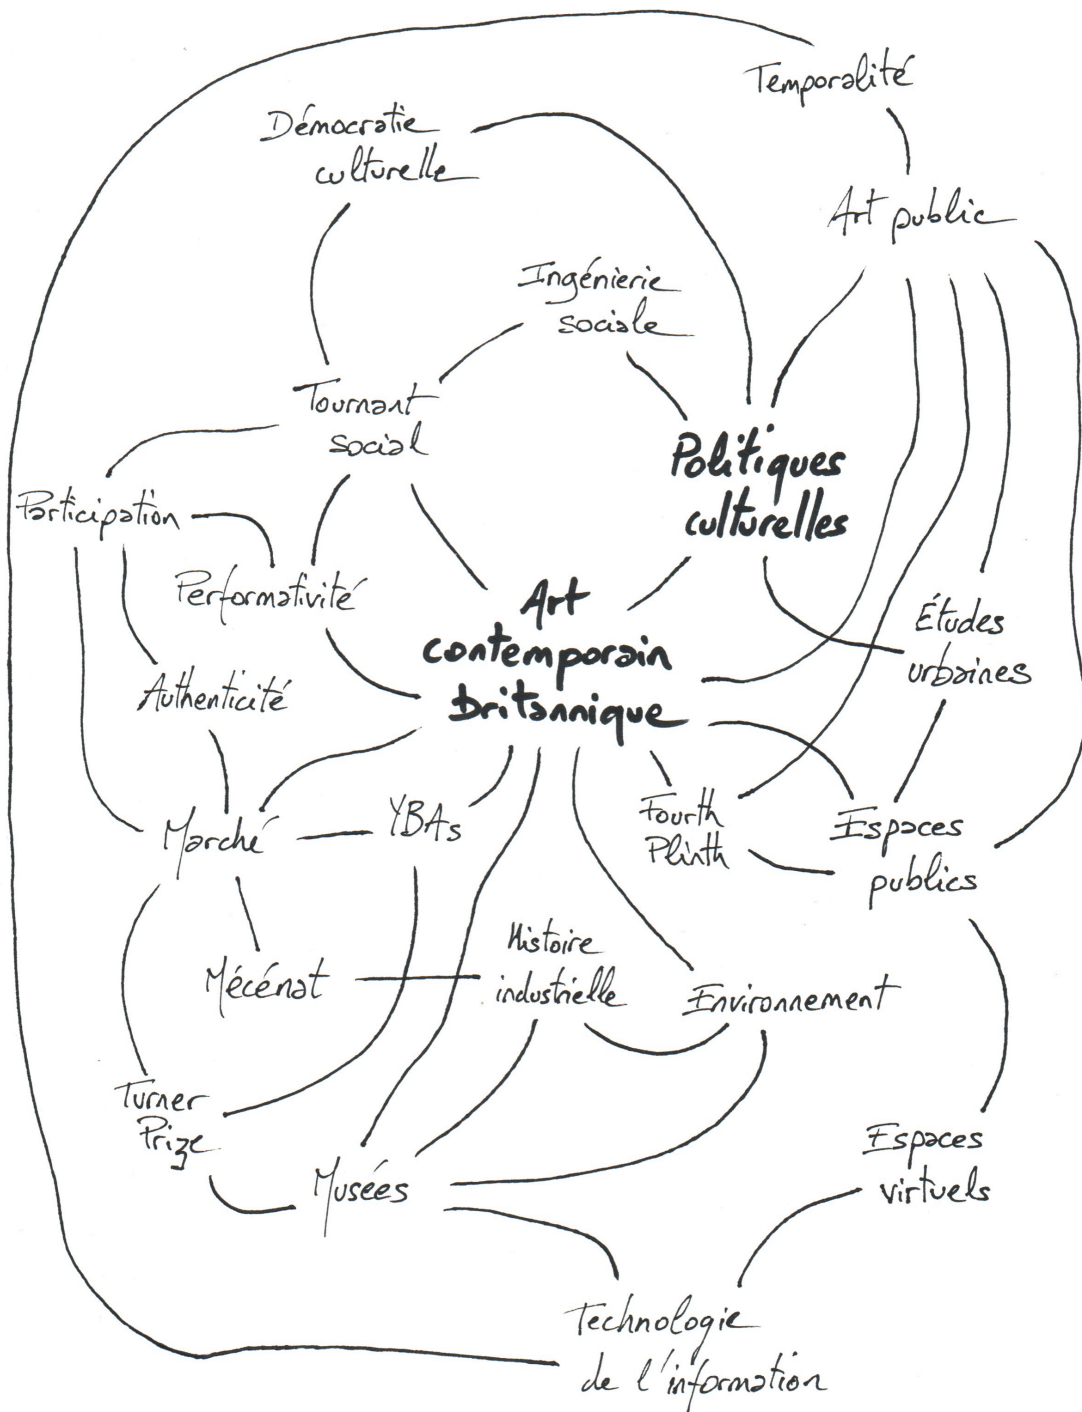 Temporalité
Démocratie
culturelle
Art public
Ingénierie
sociale
Tournant
social
Politiques
culturelles
Participation
Performativité
Art
contemporain
britannique
Études
urbaines
Authenticité
Marché
YBAs
Fourth
Plinth
Espaces
publics
Histoire
industrielle
Mécénat
Environnement
Turner
Prize
Musées
Espaces
virtuels
Technologie
de l'information